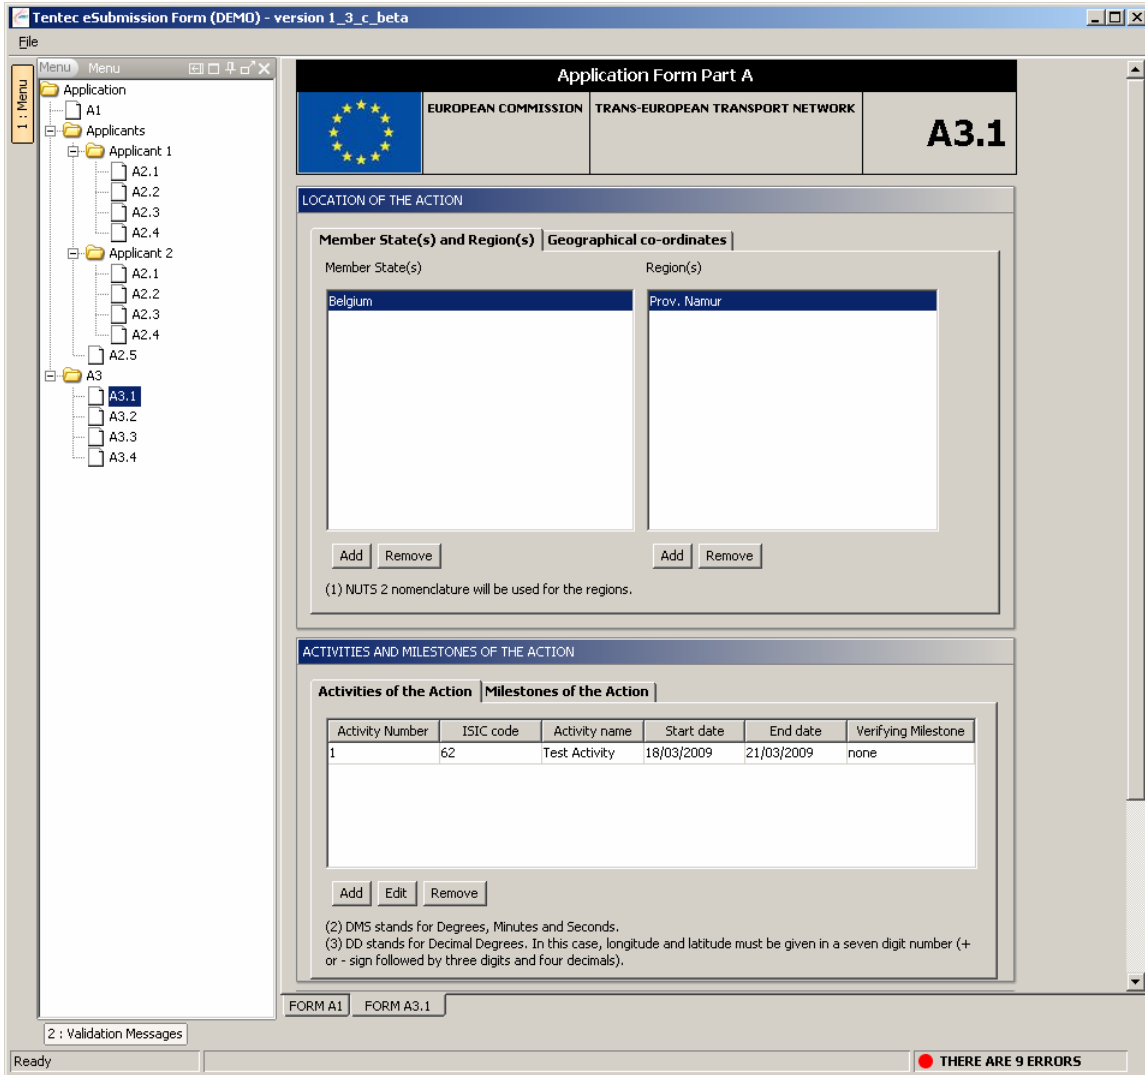 Tentec eSubmission Form (DEMO) - version 1_3_c_beta
File
1 : Menu
Menu Menu
Application
A1
Applicants
Applicant 1
A2.1
A2.2
A2.3
A2.4
Applicant 2
A2.1
A2.2
A2.3
A2.4
A2.5
A3
A3.1
A3.2
A3.3
A3.4
Application Form Part A
EUROPEAN COMMISSION TRANS-EUROPEAN TRANSPORT NETWORK
A3.1
LOCATION OF THE ACTION
Member State(s) and Region(s) Geographical co-ordinates
Member State(s) Region(s)
Belgium Prov. Namur
Add Remove Add Remove
(1) NUTS 2 nomenclature will be used for the regions.
ACTIVITIES AND MILESTONES OF THE ACTION
Activities of the Action Milestones of the Action
Activity Number ISIC code Activity name Start date End date Verifying Milestone
1 62 Test Activity 18/03/2009 21/03/2009 none
Add Edit Remove
(2) DMS stands for Degrees, Minutes and Seconds.
(3) DD stands for Decimal Degrees. In this case, longitude and latitude must be given in a seven digit number (+
or - sign followed by three digits and four decimals).
FORM A1 FORM A3.1
2 : Validation Messages
Ready THERE ARE 9 ERRORS